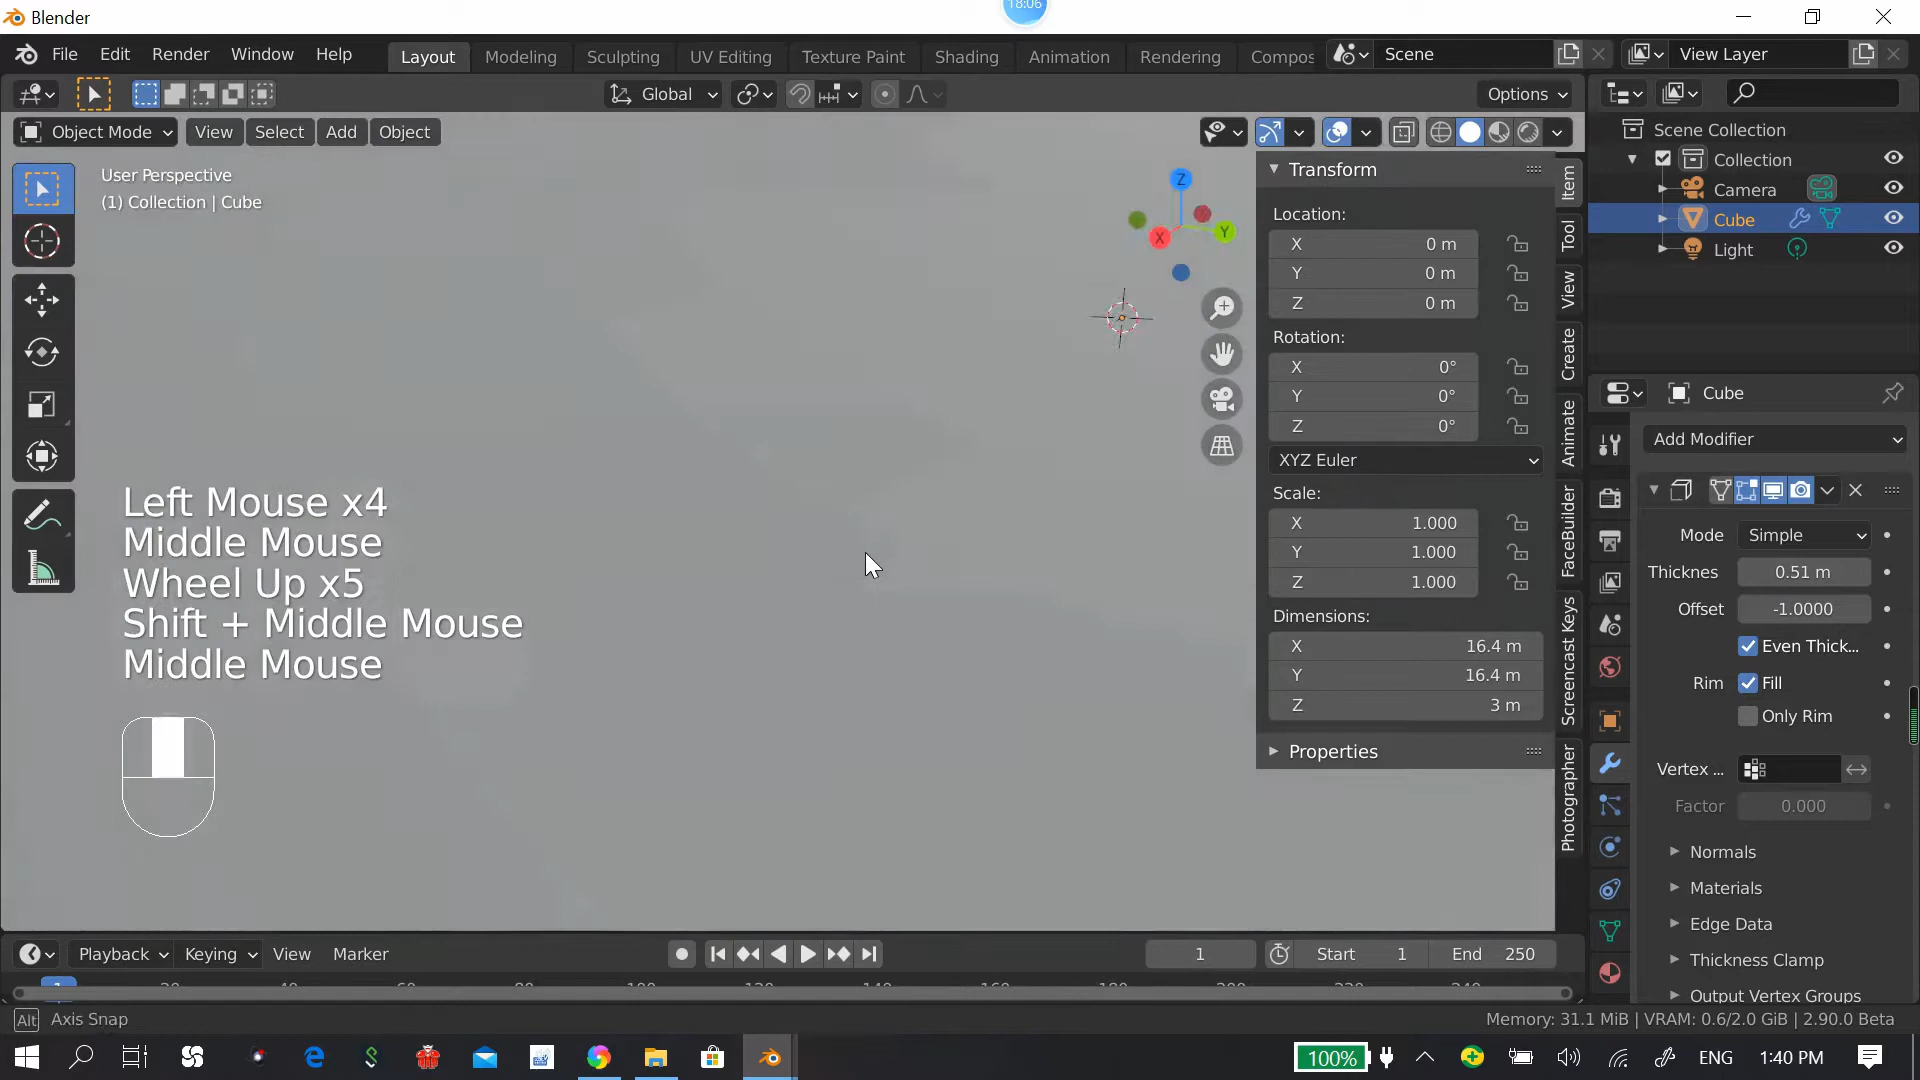 18:06
Blender
File Edit Render Window Help
Layout Modeling Sculpting UV Editing Texture Paint Shading Animation Rendering Compos
Scene
View Layer
Global
Options
Object Mode View Select Add Object
User Perspective
(1) Collection | Cube
Z
X
Y
Left Mouse x4
Middle Mouse
Wheel Up x5
Shift + Middle Mouse
Middle Mouse
Transform
Location:
X 0 m
Y 0 m
Z 0 m
Rotation:
X 0°
Y 0°
Z 0°
XYZ Euler
Scale:
X 1.000
Y 1.000
Z 1.000
Dimensions:
X 16.4 m
Y 16.4 m
Z 3 m
Properties
Item
Tool
View
Create
Animate
FaceBuilder
Screencast Keys
Photographer
Scene Collection
Collection
Camera
Cube
Light
Cube
Add Modifier
Mode Simple
Thicknes 0.51 m
Offset -1.0000
Even Thick...
Rim Fill
Only Rim
Vertex ...
Factor 0.000
Normals
Materials
Edge Data
Thickness Clamp
Output Vertex Groups
Playback Keying View Marker
1
Start 1
End 250
Alt Axis Snap
Memory: 31.1 MiB | VRAM: 0.6/2.0 GiB | 2.90.0 Beta
100%
ENG
1:40 PM